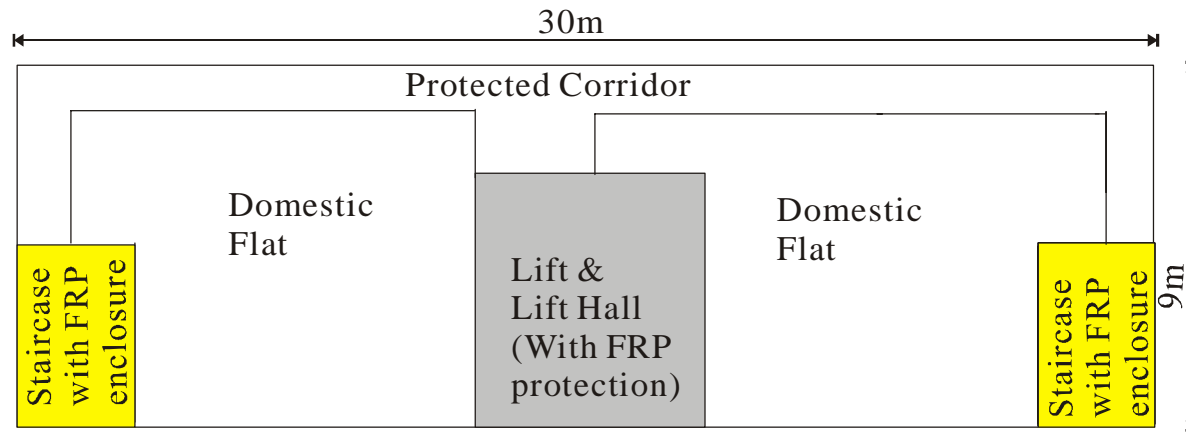 30m
Protected Corridor
Domestic
Flat
Domestic
Flat
Lift &
Lift Hall
(With FRP
protection)
Staircase
with FRP
enclosure
Staircase
with FRP
enclosure
9m